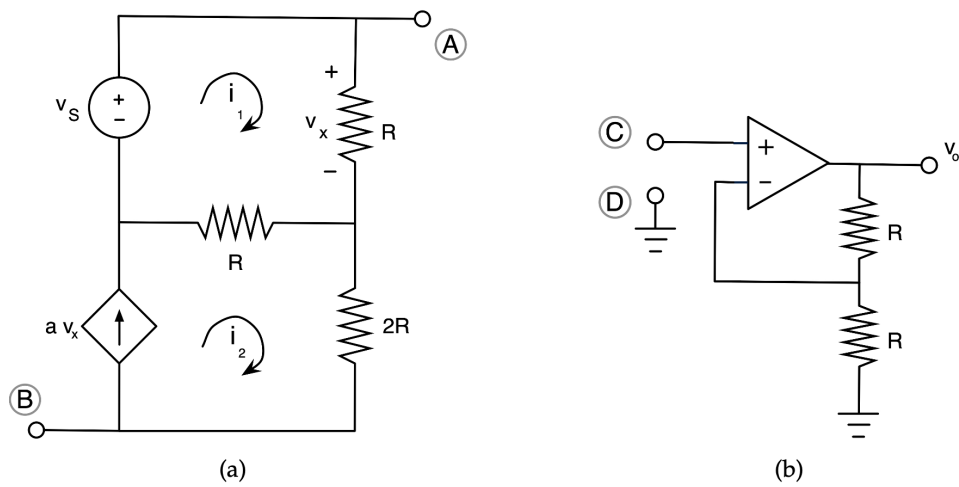 A
+
v_S
+
−
i_1
v_x
R
−
R
a v_x
i_2
2R
B
(a)
C
+
v_o
−
D
R
R
(b)